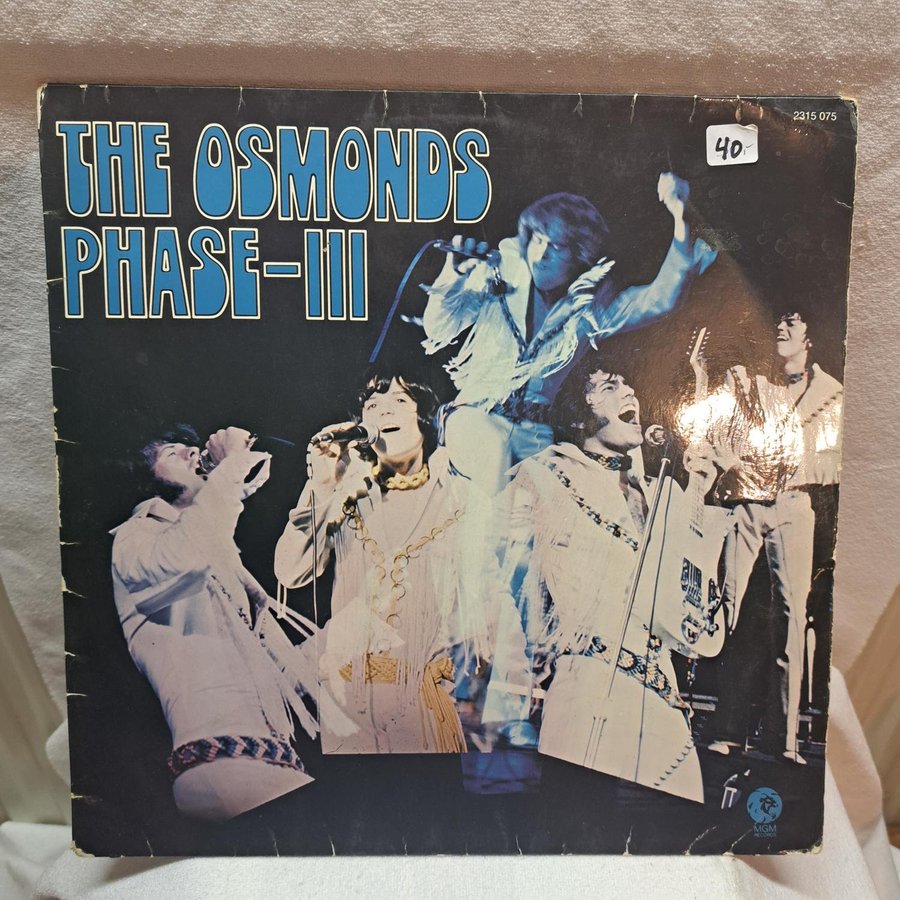 THE OSMONDS
PHASE-III
2315 075
40.-
MGM
RECORDS